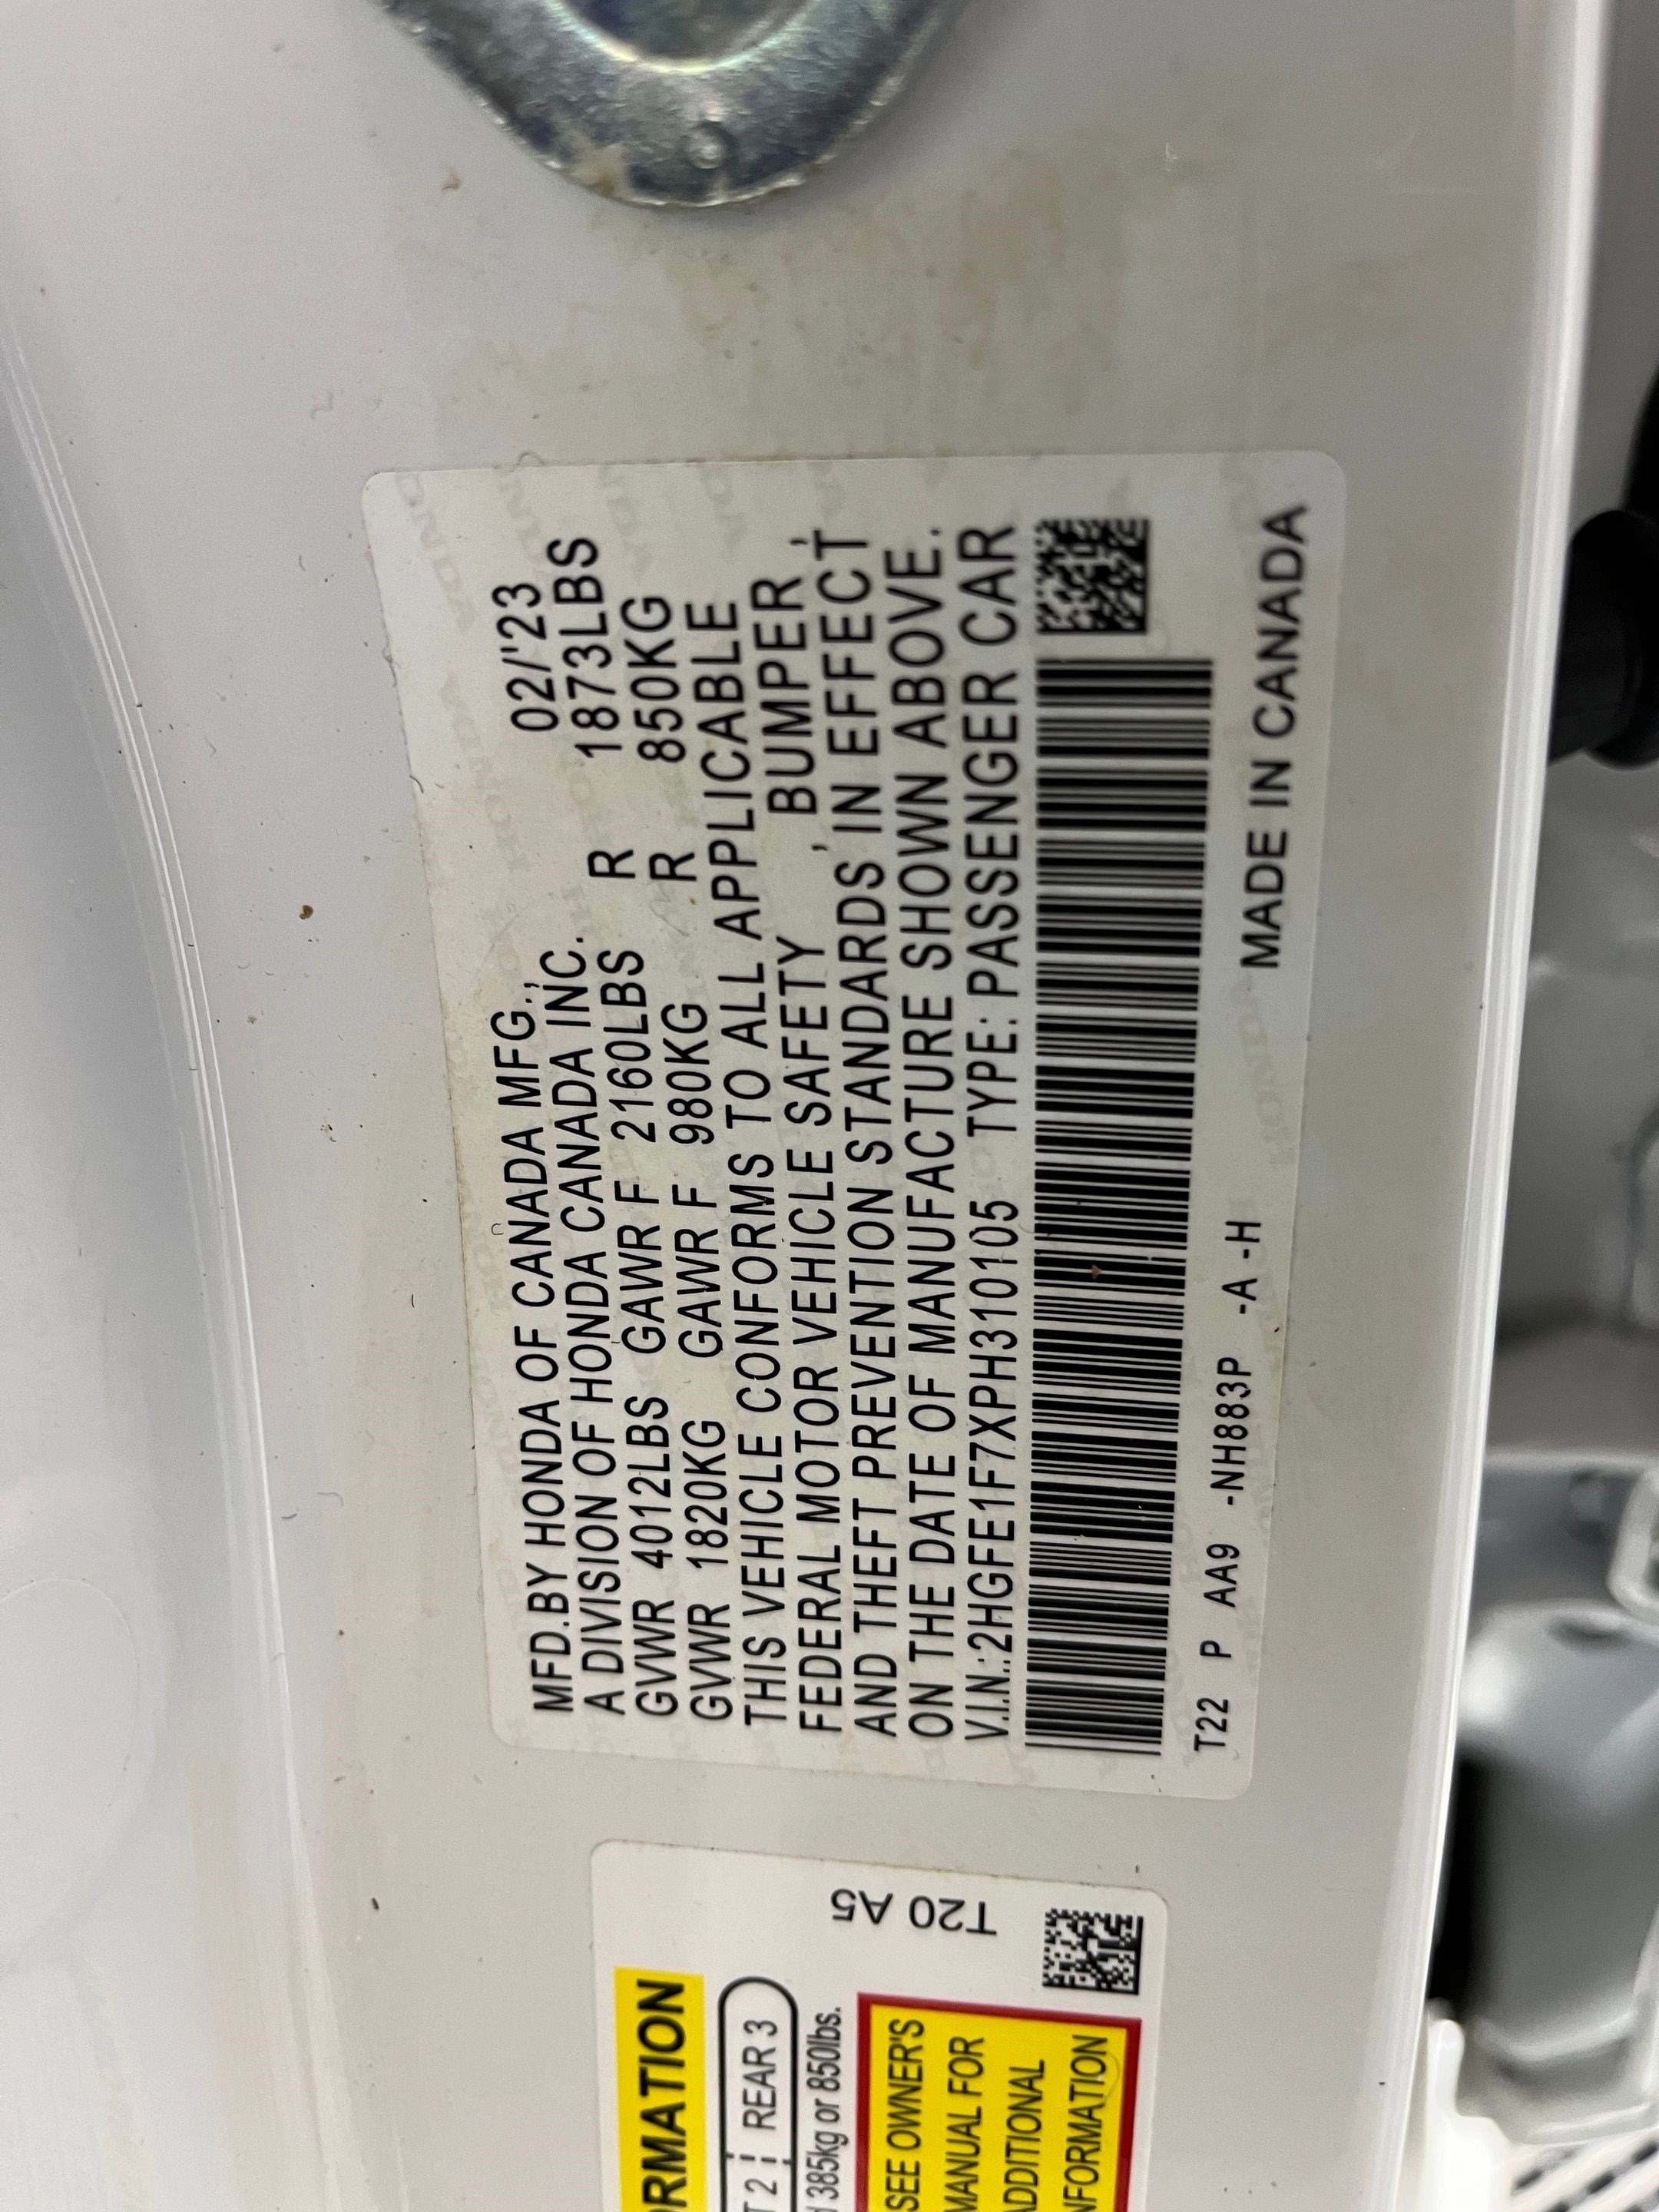 MFD.BY HONDA OF CANADA MFG.,
02/'23
A DIVISION OF HONDA CANADA INC.
GVWR 4012LBS GAWR F 2160LBS R 1873LBS
GVWR 1820KG GAWR F 980KG R 850KG
THIS VEHICLE CONFORMS TO ALL APPLICABLE
FEDERAL MOTOR VEHICLE SAFETY , BUMPER ,
AND THEFT PREVENTION STANDARDS IN EFFECT
ON THE DATE OF MANUFACTURE SHOWN ABOVE.
V.I.N.:2HGFE1F7XPH310105 TYPE: PASSENGER CAR
T22 P AA9 -NH883P -A -H MADE IN CANADA
T20 A5
REAR 3
385kg or 850lbs.
SEE OWNER'S
MANUAL FOR
ADDITIONAL